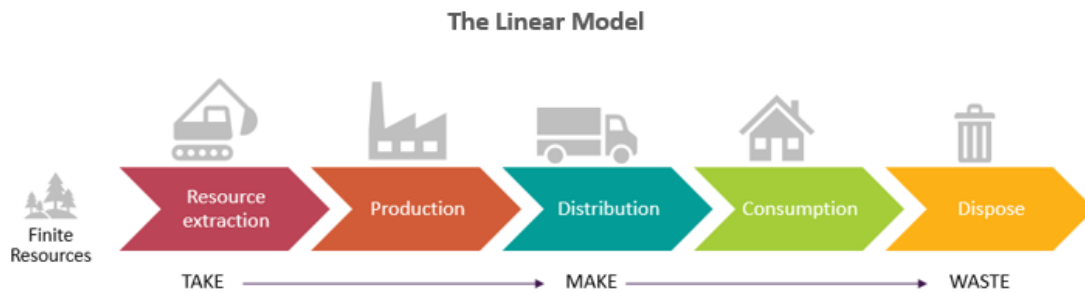 The Linear Model
Finite
Resources
Resource
extraction
Production
Distribution
Consumption
Dispose
TAKE
MAKE
WASTE